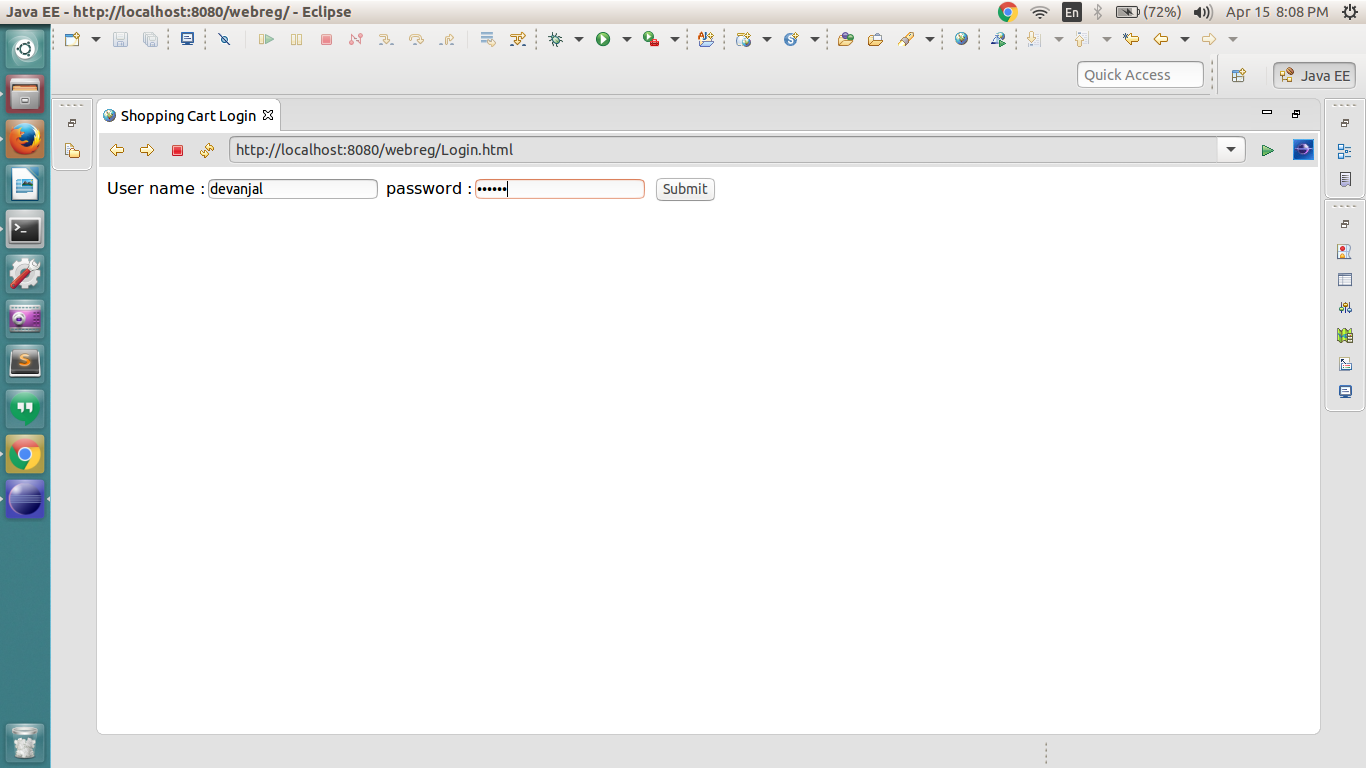 Java EE - http://localhost:8080/webreg/ - Eclipse
En
(72%)
Apr 15 8:08 PM
Quick Access
Java EE
Shopping Cart Login
http://localhost:8080/webreg/Login.html
User name : devanjal password : •••••• Submit